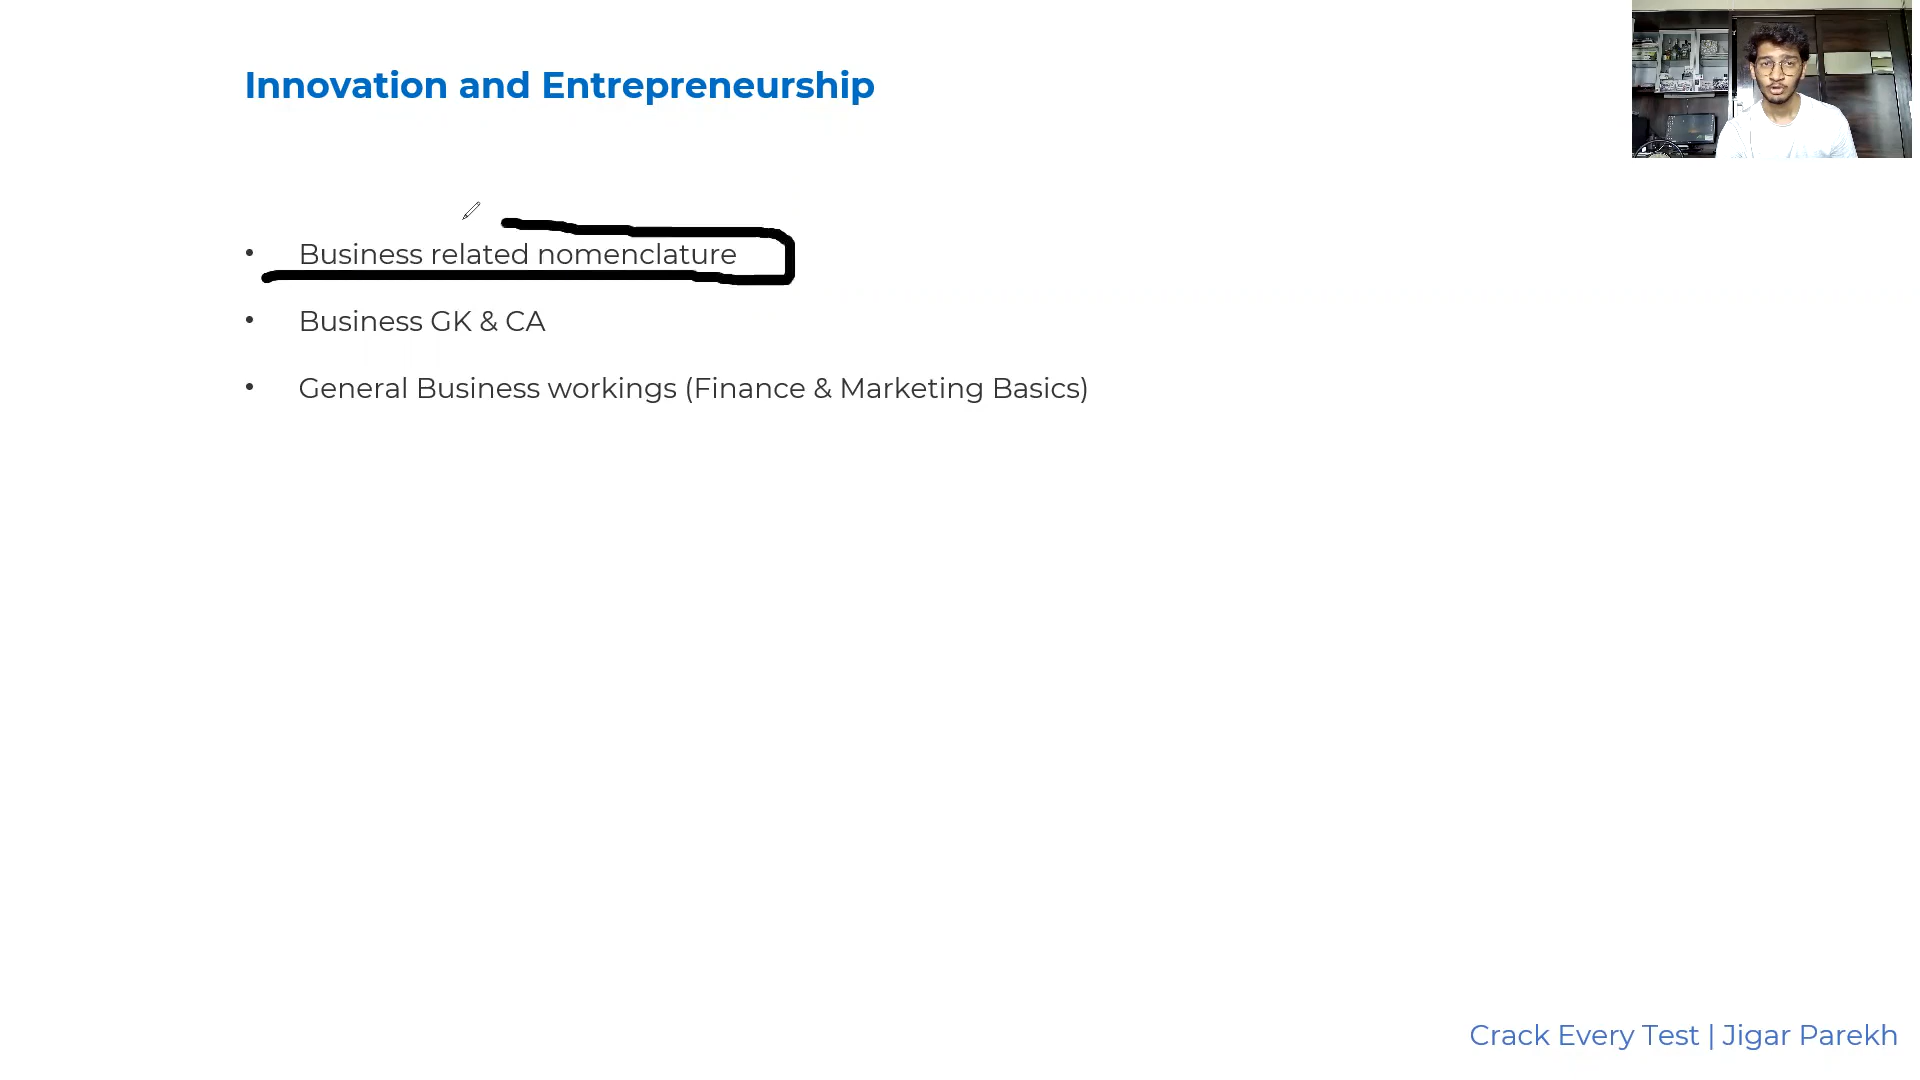 Innovation and Entrepreneurship
• Business related nomenclature
• Business GK & CA
• General Business workings (Finance & Marketing Basics)
Crack Every Test | Jigar Parekh